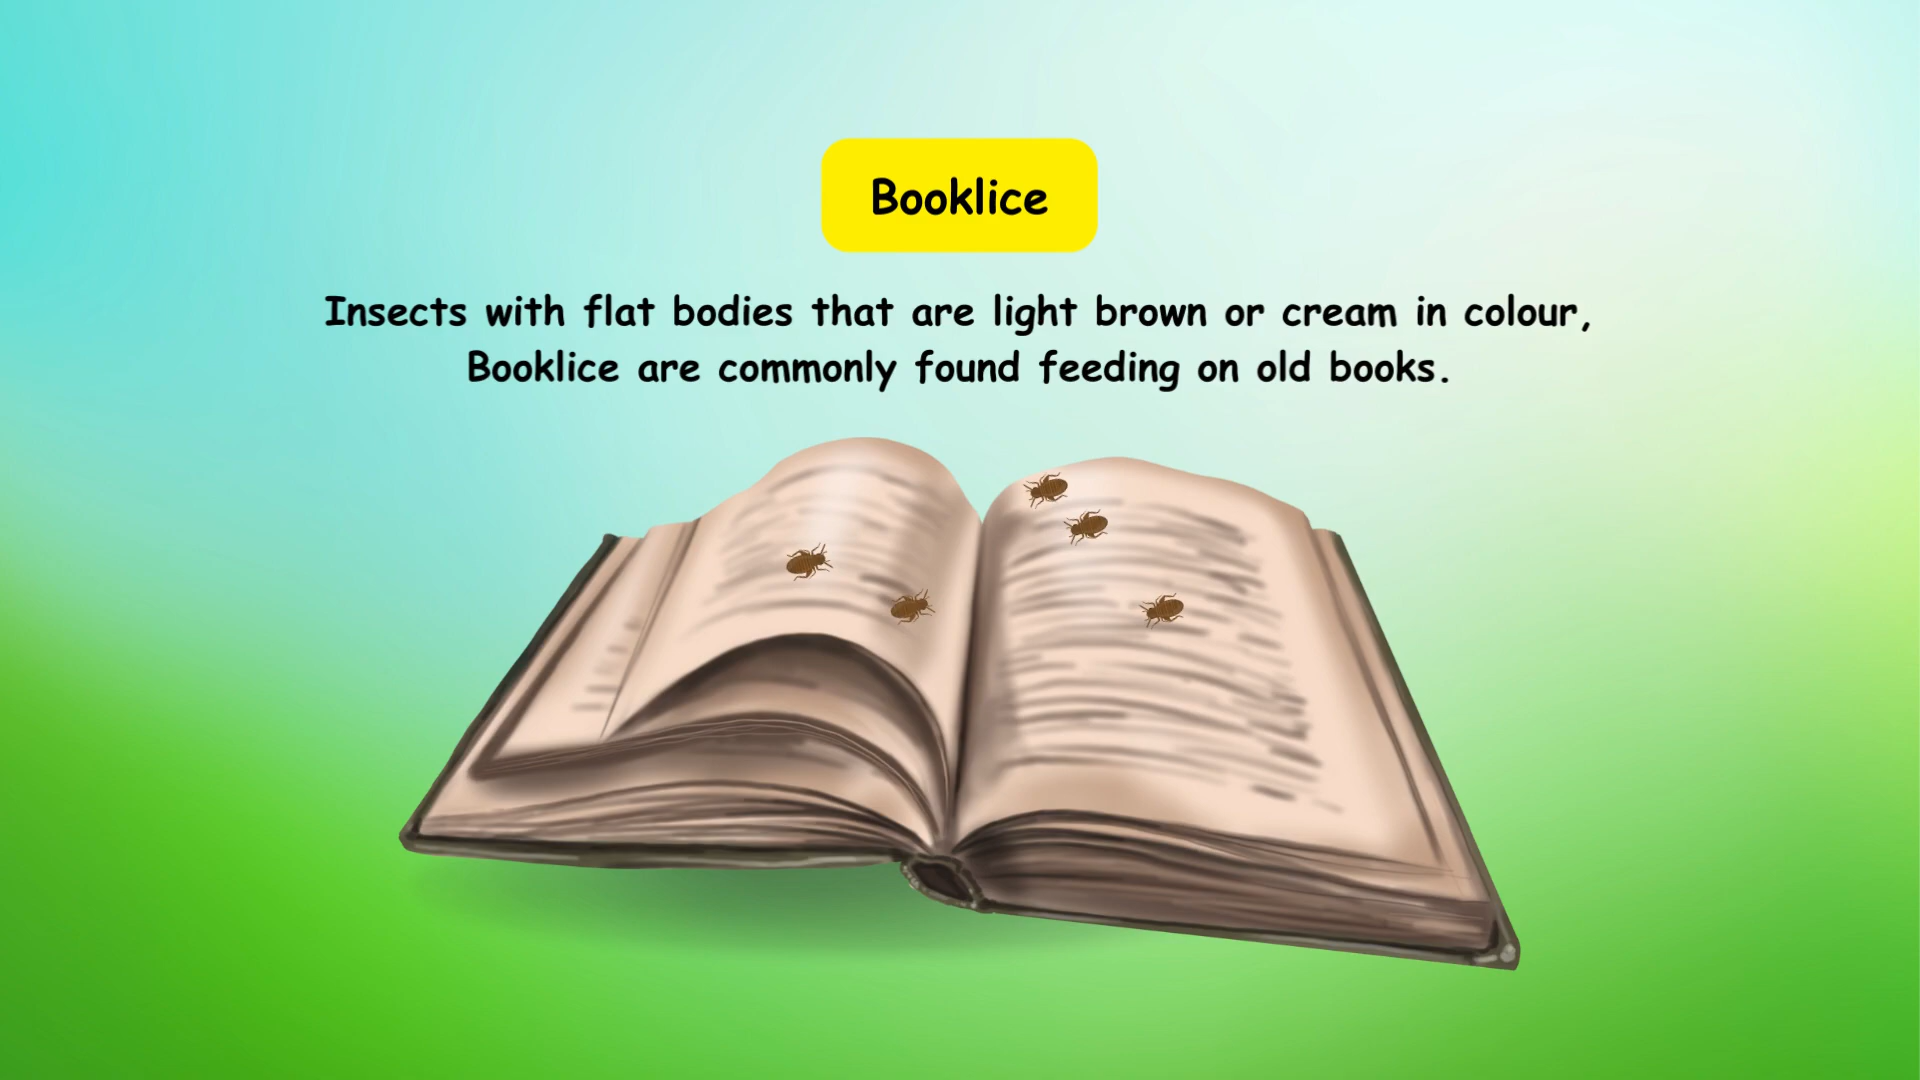 Booklice
Insects with flat bodies that are light brown or cream in colour,
Booklice are commonly found feeding on old books.